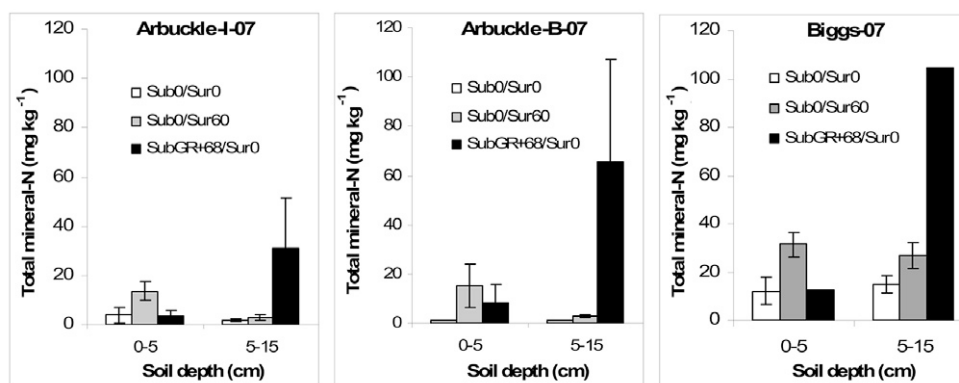 Arbuckle-I-07
120
100
80
60
40
20
0
Total mineral-N (mg kg⁻¹)
Sub0/Sur0
Sub0/Sur60
SubGR+68/Sur0
0-5
5-15
Soil depth (cm)
Arbuckle-B-07
120
100
80
60
40
20
0
Total mineral-N (mg kg⁻¹)
Sub0/Sur0
Sub0/Sur60
SubGR+68/Sur0
0-5
5-15
Soil depth (cm)
Biggs-07
120
100
80
60
40
20
0
Total mineral-N (mg kg⁻¹)
Sub0/Sur0
Sub0/Sur60
SubGR+68/Sur0
0-5
5-15
Soil depth (cm)